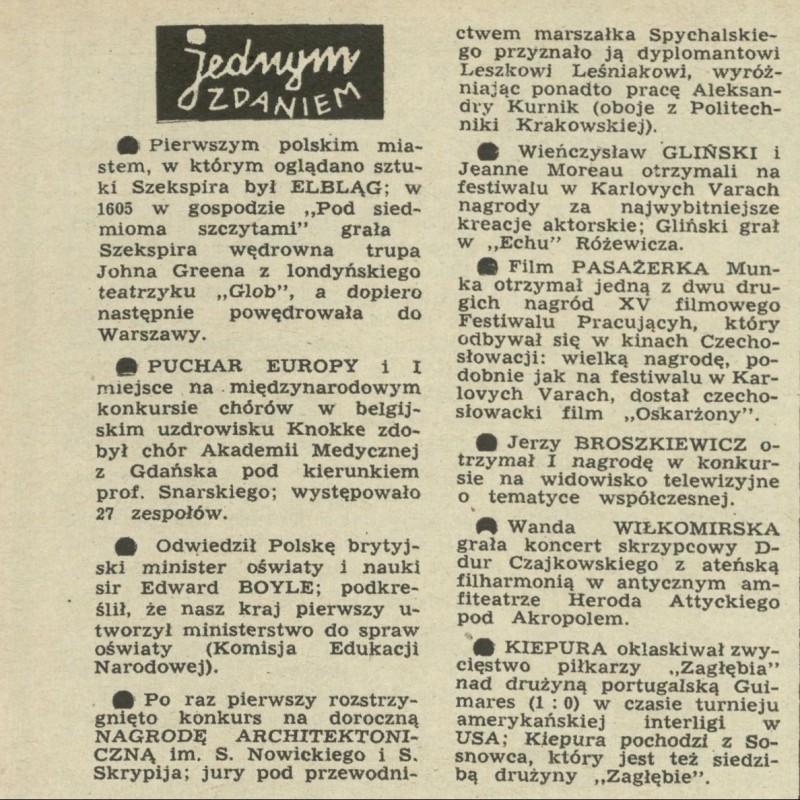 jednym
ZDANIEM
● Pierwszym polskim mia-
stem, w którym oglądano sztu-
ki Szekspira był ELBLĄG; w
1605 w gospodzie „Pod sied-
mioma szczytami” grała
Szekspira wędrowna trupa
Johna Greena z londyńskiego
teatrzyku „Glob”, a dopiero
następnie powędrowała do
Warszawy.
● PUCHAR EUROPY i I
miejsce na międzynarodowym
konkursie chórów w belgij-
skim uzdrowisku Knokke zdo-
był chór Akademii Medycznej
z Gdańska pod kierunkiem
prof. Snarskiego; występowało
27 zespołów.
● Odwiedził Polskę brytyj-
ski minister oświaty i nauki
sir Edward BOYLE; podkre-
ślił, że nasz kraj pierwszy u-
tworzył ministerstwo do spraw
oświaty (Komisja Edukacji
Narodowej).
● Po raz pierwszy rozstrzy-
gnięto konkurs na doroczną
NAGRODĘ ARCHITEKTONI-
CZNĄ im. S. Nowickiego i S.
Skrypija; jury pod przewodni-
ctwem marszałka Spychalskie-
go przyznało ją dyplomantowi
Leszkowi Leśniakowi, wyróż-
niając ponadto pracę Aleksan-
dry Kurnik (oboje z Politech-
niki Krakowskiej).
● Wieńczysław GLIŃSKI i
Jeanne Moreau otrzymali na
festiwalu w Karlovych Varach
nagrody za najwybitniejsze
kreacje aktorskie; Gliński grał
w „Echu” Różewicza.
● Film PASAŻERKA Mun-
ka otrzymał jedną z dwu dru-
gich nagród XV filmowego
Festiwalu Pracującyh, który
odbywał się w kinach Czecho-
słowacji: wielką nagrodę, po-
dobnie jak na festiwalu w Kar-
lovych Varach, dostał czecho-
słowacki film „Oskarżony”.
● Jerzy BROSZKIEWICZ o-
trzymał I nagrodę w konkur-
sie na widowisko telewizyjne
o tematyce współczesnej.
● Wanda WIŁKOMIRSKA
grała koncert skrzypcowy D-
dur Czajkowskiego z ateńską
filharmonią w antycznym am-
fiteatrze Heroda Attyckiego
pod Akropolem.
● KIEPURA oklaskiwał zwy-
cięstwo piłkarzy „Zagłębia”
nad drużyną portugalską Gui-
mares (1 : 0) w czasie turnieju
amerykańskiej interligi w
USA; Kiepura pochodzi z So-
snowca, który jest też siedzi-
bą drużyny „Zagłębie”.